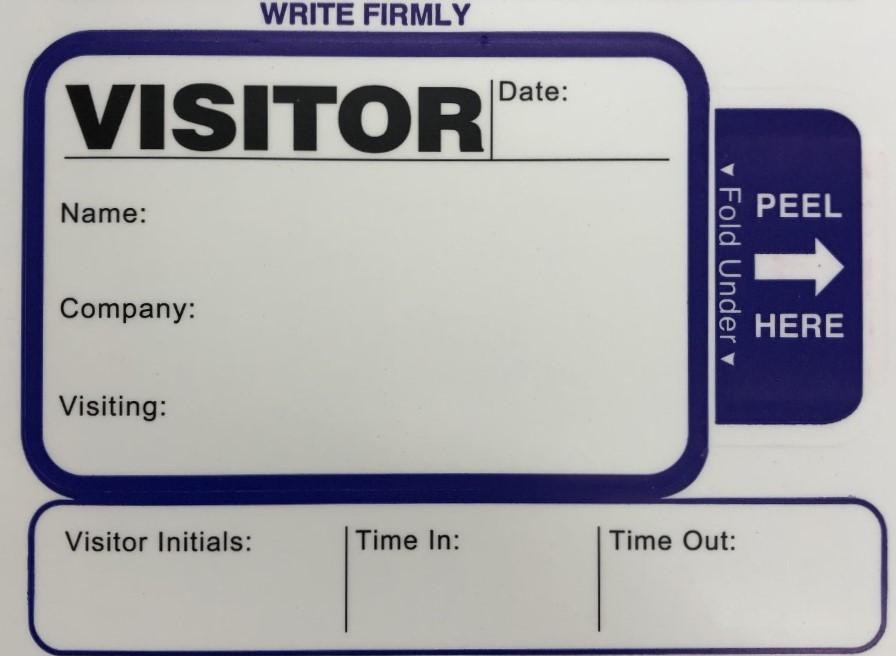 WRITE FIRMLY
VISITOR
Date:
Name:
Company:
Visiting:
◄ Fold Under ►
PEEL
HERE
Visitor Initials:
Time In:
Time Out: